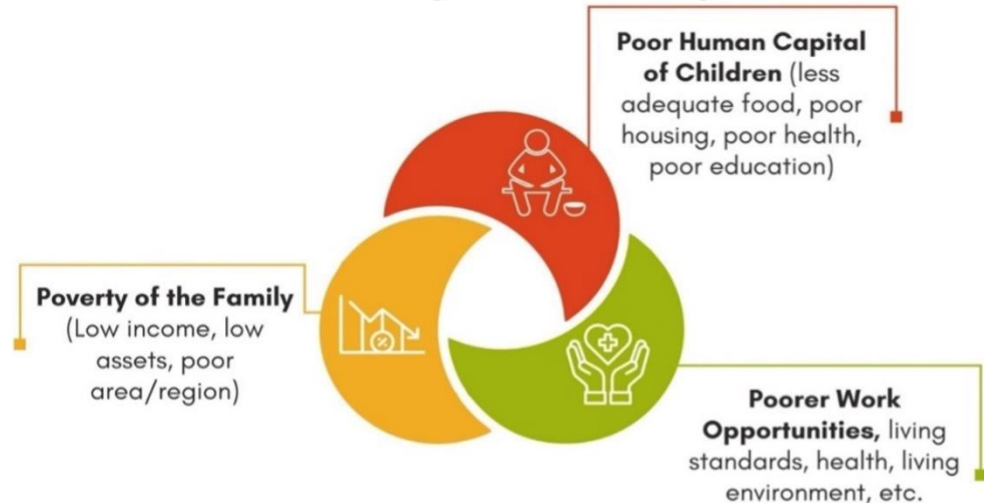 Poor Human Capital
of Children (less
adequate food, poor
housing, poor health,
poor education)
Poverty of the Family
(Low income, low
assets, poor
area/region)
%
Poorer Work
Opportunities, living
standards, health, living
environment, etc.